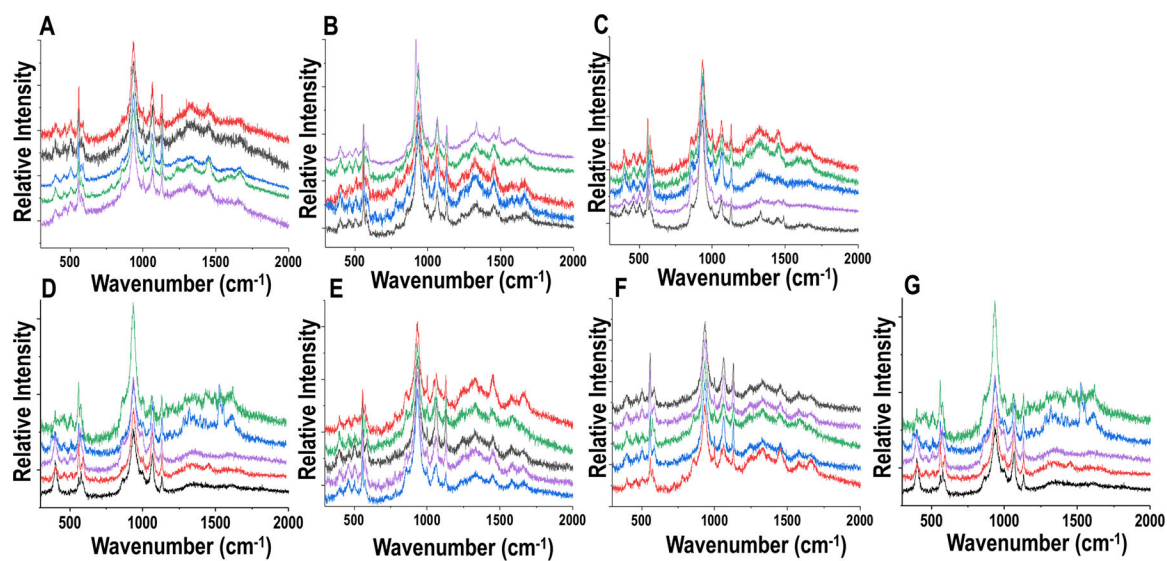 A
B
C
Relative Intensity
Relative Intensity
Relative Intensity
500 1000 1500 2000
500 1000 1500 2000
500 1000 1500 2000
Wavenumber (cm-1)
Wavenumber (cm-1)
Wavenumber (cm-1)
D
E
F
G
Relative Intensity
Relative Intensity
Relative Intensity
Relative Intensity
500 1000 1500 2000
500 1000 1500 2000
500 1000 1500 2000
500 1000 1500 2000
Wavenumber (cm-1)
Wavenumber (cm-1)
Wavenumber (cm-1)
Wavenumber (cm-1)